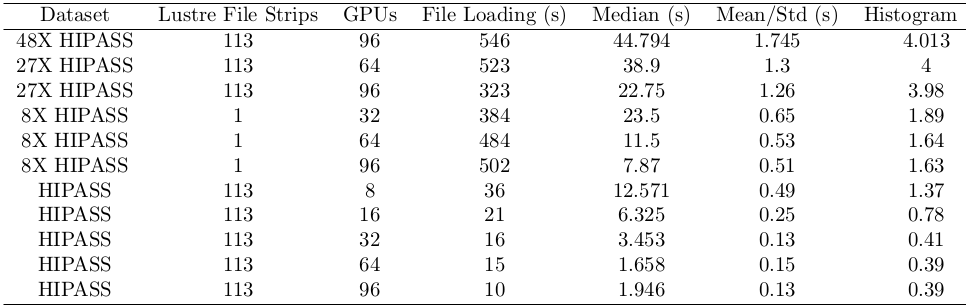 Dataset Lustre File Strips GPUs File Loading (s) Median (s) Mean/Std (s) Histogram
48X HIPASS 113 96 546 44.794 1.745 4.013
27X HIPASS 113 64 523 38.9 1.3 4
27X HIPASS 113 96 323 22.75 1.26 3.98
8X HIPASS 1 32 384 23.5 0.65 1.89
8X HIPASS 1 64 484 11.5 0.53 1.64
8X HIPASS 1 96 502 7.87 0.51 1.63
HIPASS 113 8 36 12.571 0.49 1.37
HIPASS 113 16 21 6.325 0.25 0.78
HIPASS 113 32 16 3.453 0.13 0.41
HIPASS 113 64 15 1.658 0.15 0.39
HIPASS 113 96 10 1.946 0.13 0.39